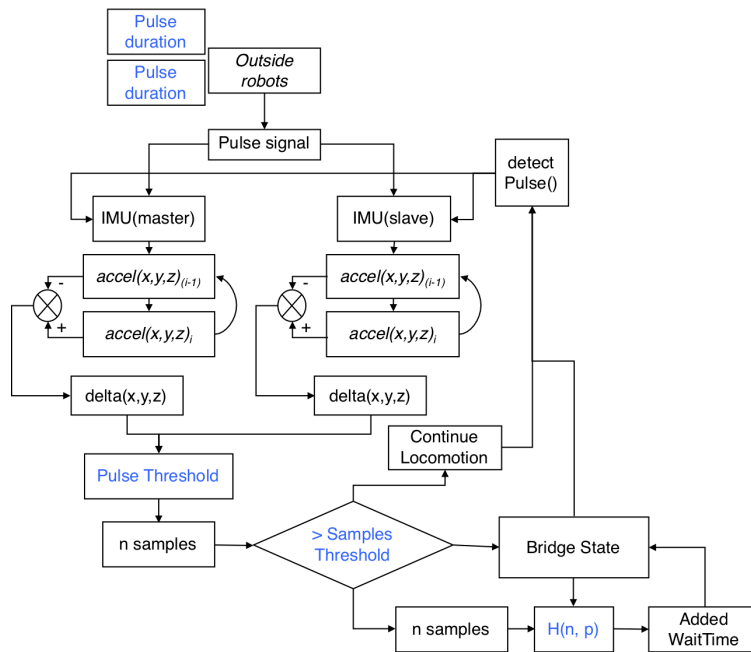 Pulse
duration
Pulse
duration
Outside
robots
Pulse signal
detect
Pulse()
IMU(master)
IMU(slave)
accel(x,y,z)(i-1)
accel(x,y,z)(i-1)
-
-
+
+
accel(x,y,z)i
accel(x,y,z)i
delta(x,y,z)
delta(x,y,z)
Continue
Locomotion
Pulse Threshold
n samples
> Samples
Threshold
Bridge State
n samples
H(n, p)
Added
WaitTime